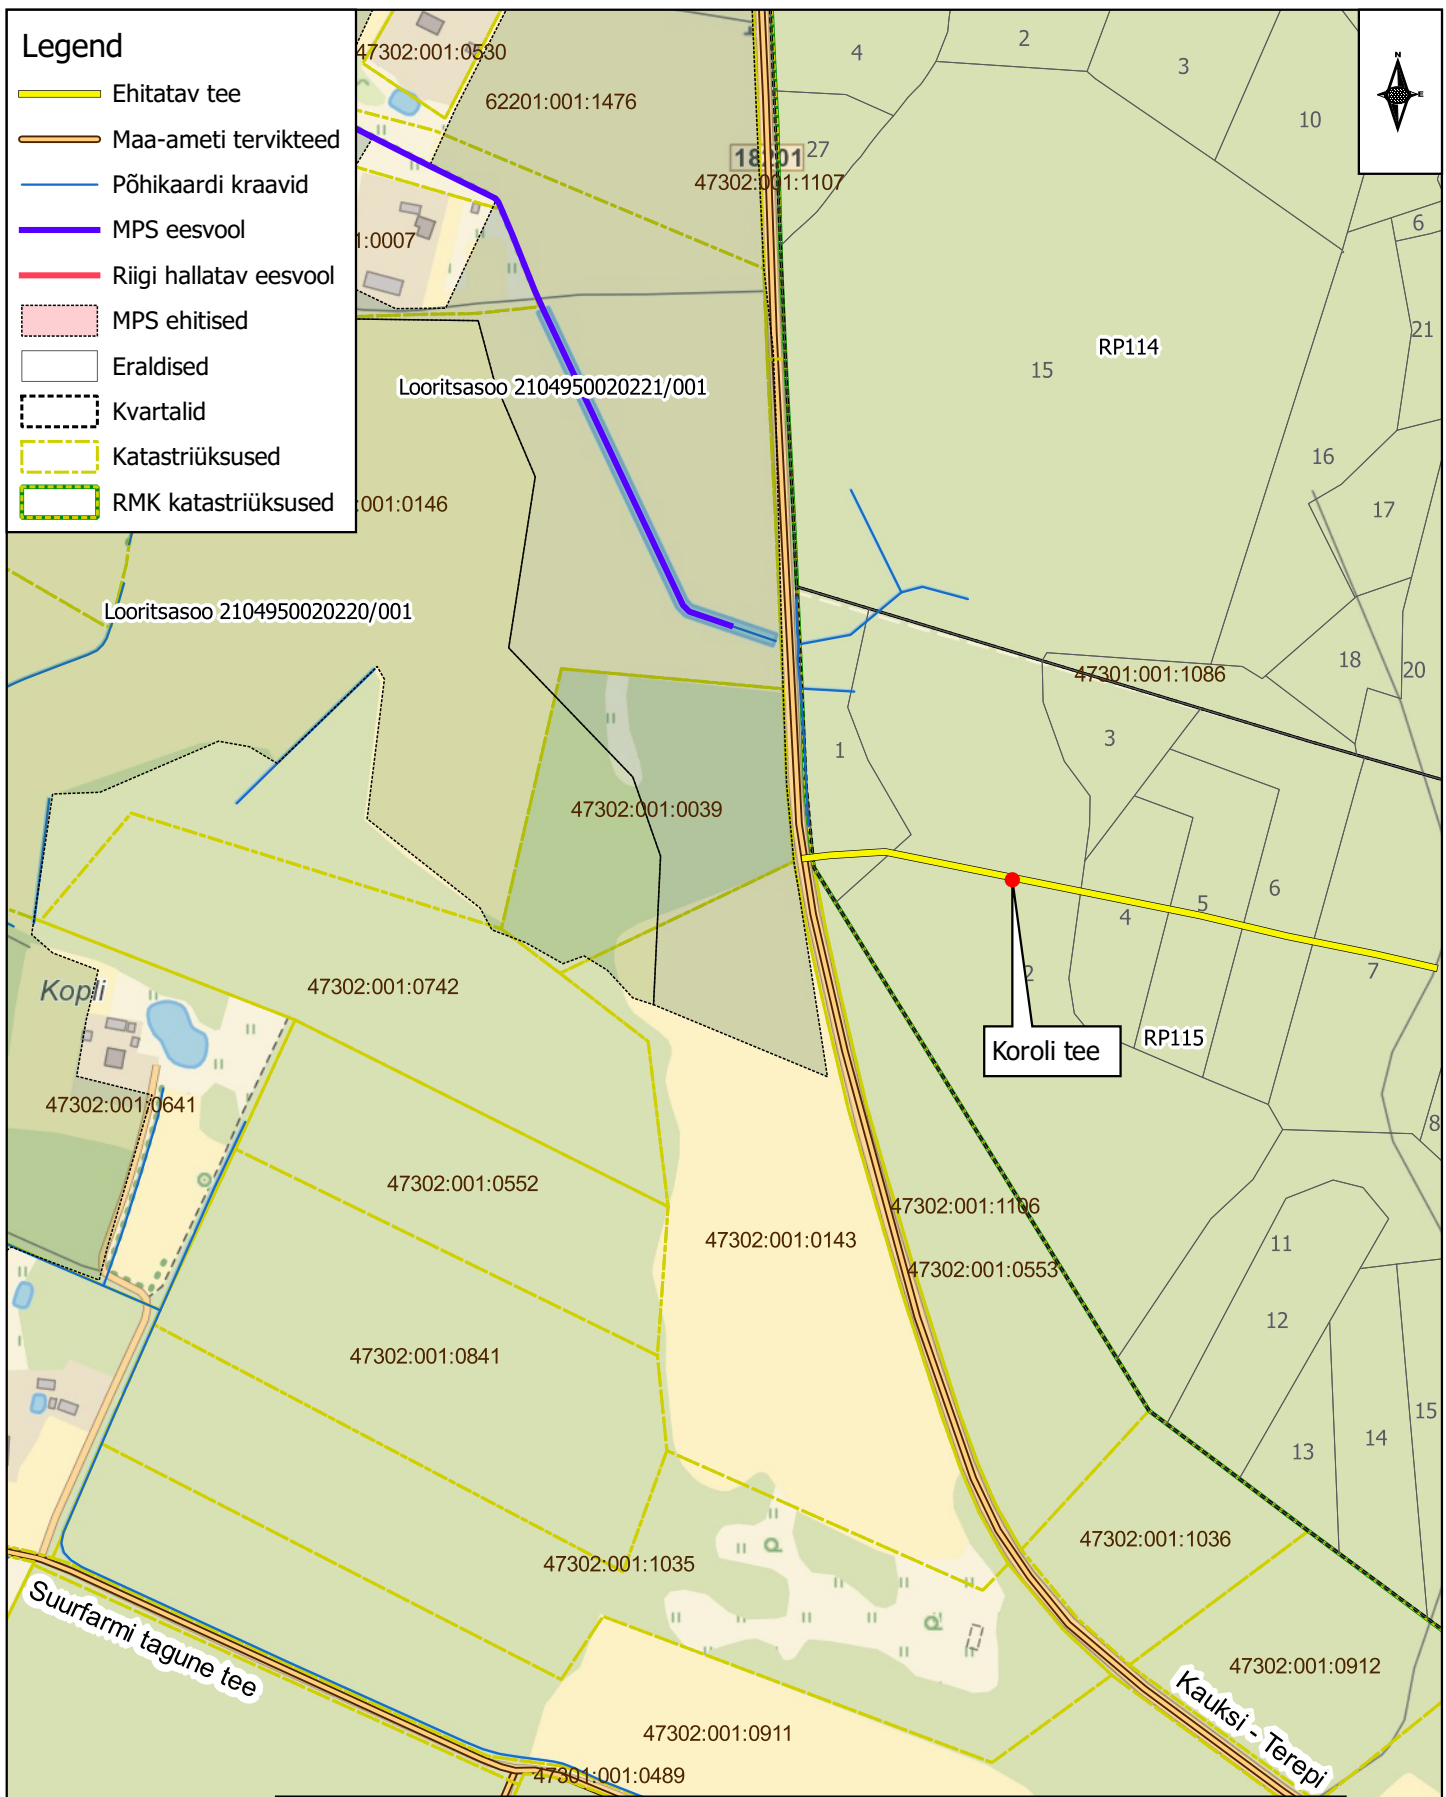 Legend
Ehitatav tee
Maa-ameti tervikteed
Põhikaardi kraavid
MPS eesvool
Riigi hallatav eesvool
MPS ehitised
Eraldised
Kvartalid
Katastriüksused
RMK katastriüksused
N
E
47302:001:0530
62201:001:1476
4
2
3
10
18201
27
47302:001:1107
1:0007
6
21
RP114
15
Looritsasoo 2104950020221/001
16
:001:0146
17
Looritsasoo 2104950020220/001
18
20
47301:001:1086
3
1
47302:001:0039
6
5
4
7
2
47302:001:0742
Kopli
RP115
Koroli tee
47302:001:0641
8
47302:001:0552
47302:001:1106
47302:001:0143
11
47302:001:0553
12
47302:001:0841
15
14
13
47302:001:1036
47302:001:1035
Suurfarmi tagune tee
47302:001:0912
Kauksi - Terepi
47302:001:0911
47301:001:0489